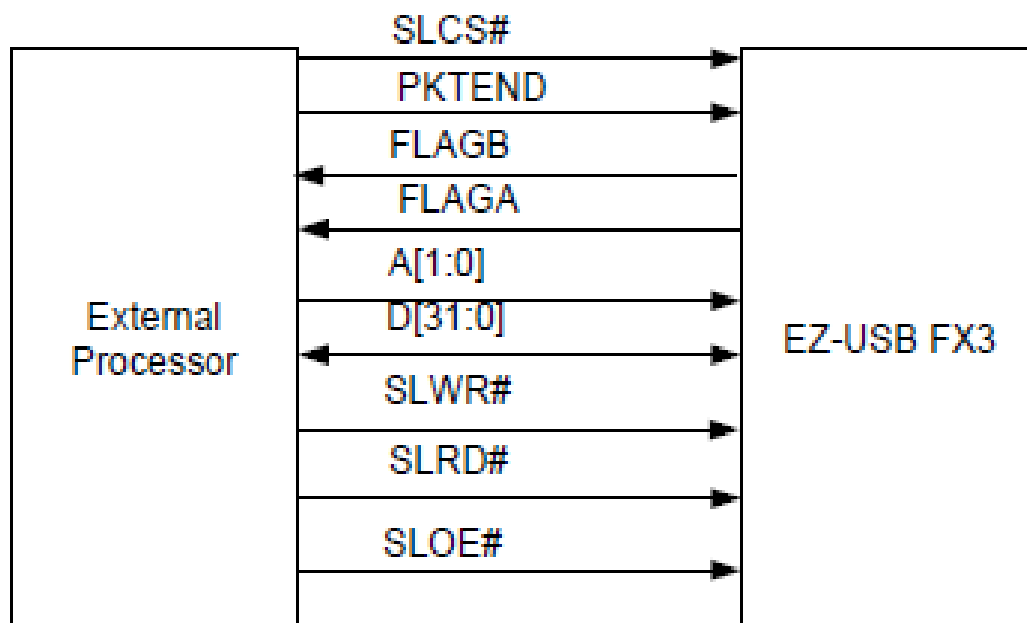 SLCS#
PKTEND
FLAGB
FLAGA
A[1:0]
D[31:0]
External
Processor
EZ-USB FX3
SLWR#
SLRD#
SLOE#